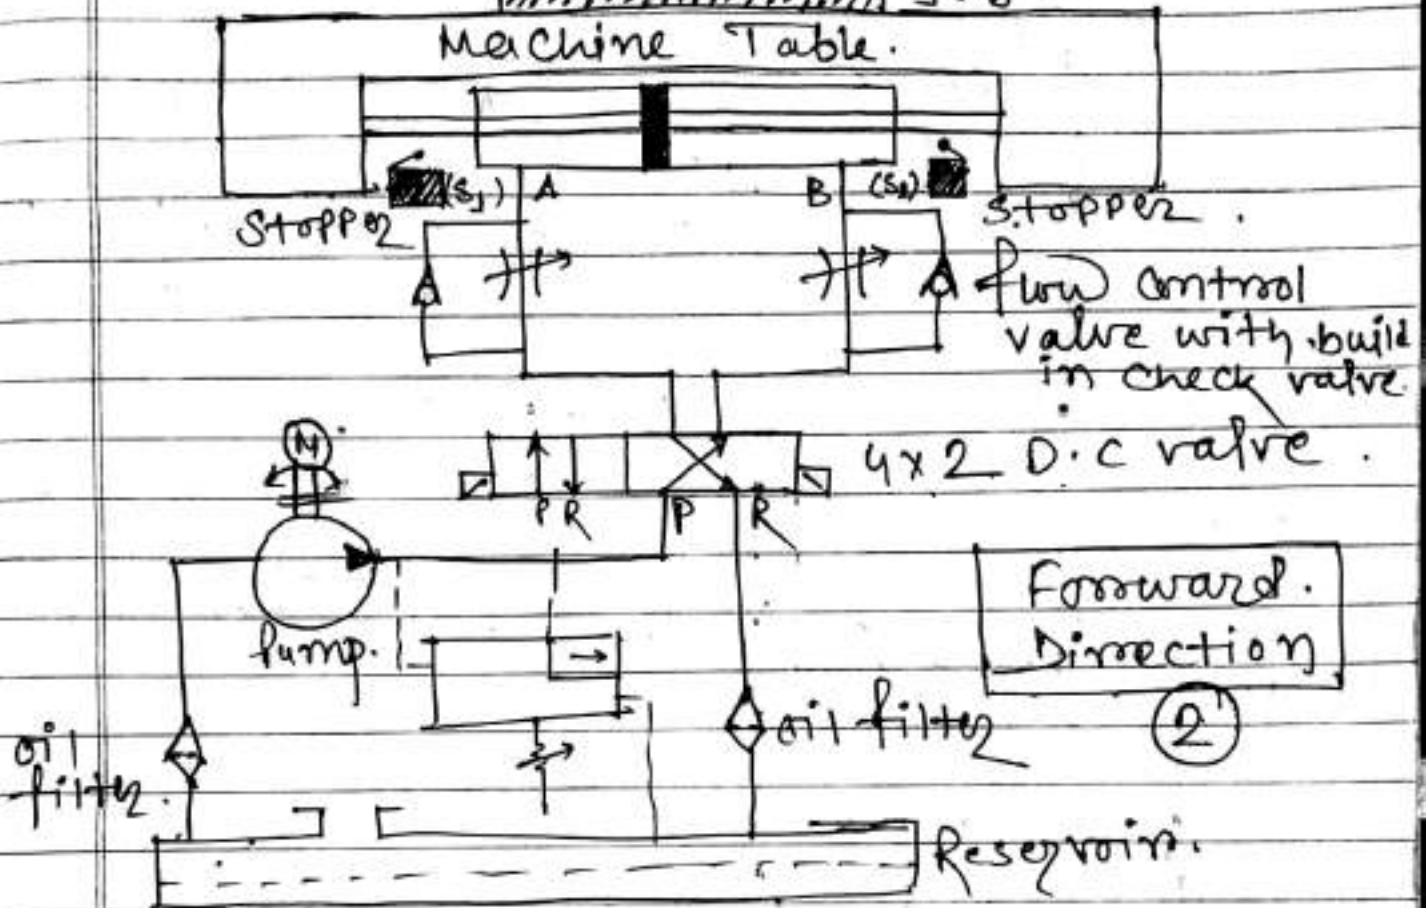 Machine Table.
(S1) A B (S2)
Stopper Stopper.
flow control
valve with build
in check valve.
M
4x2 D.C valve.
P R P R
Forward.
Dirrection
2
Pump.
oil
filter.
oil filter
Reservoir.